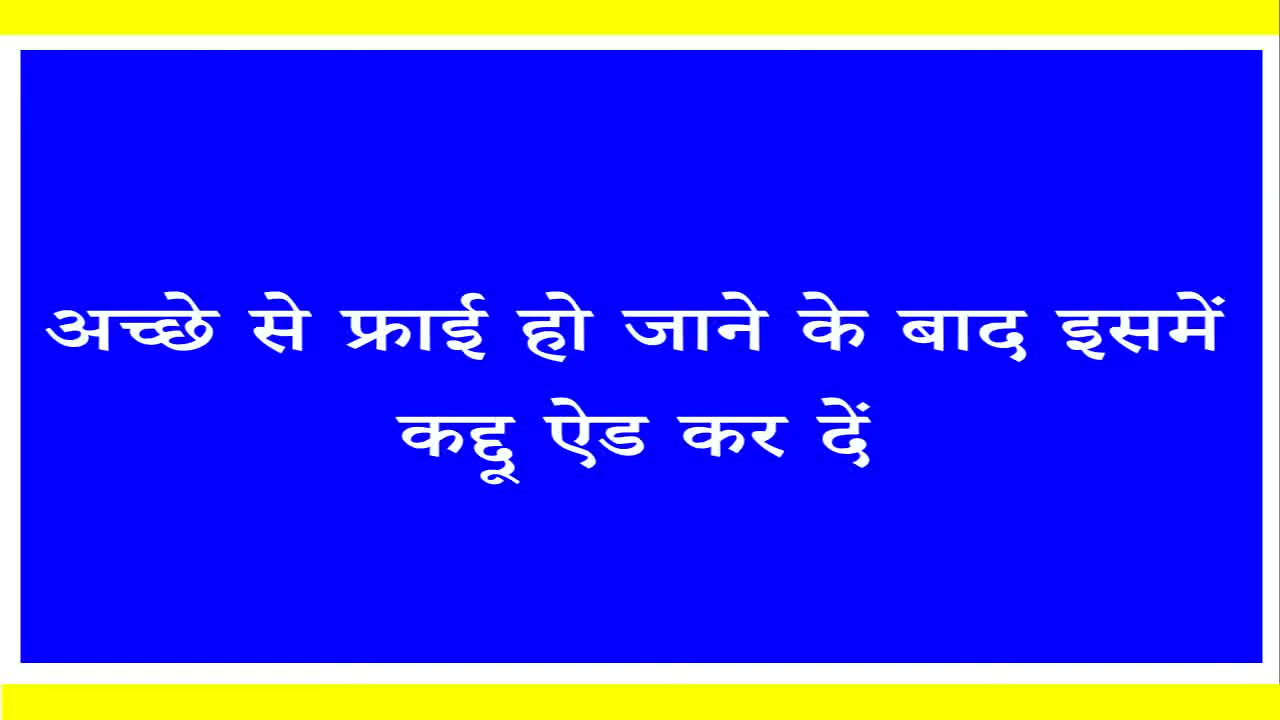 अच्छे से फ्राई हो जाने के बाद इसमें
कद्दू ऐड कर दें